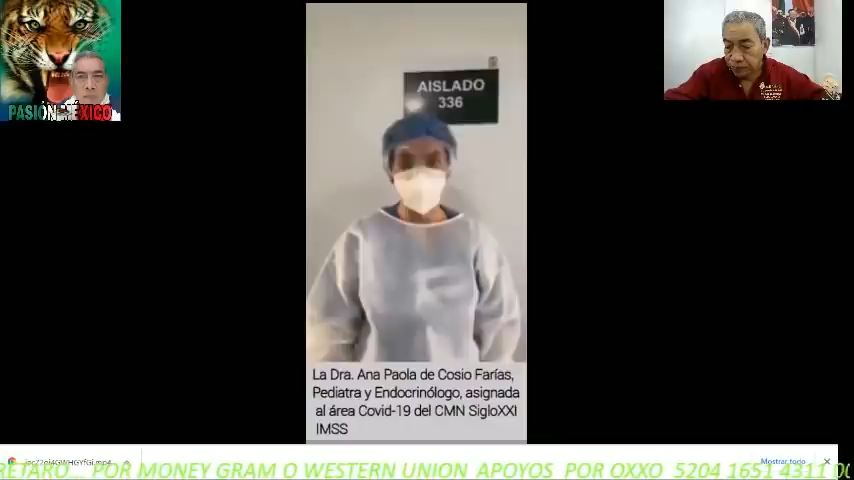 PASIÓN MÉXICO
AISLADO
336
La Dra. Ana Paola de Cosio Farías,
Pediatra y Endocrinólogo, asignada
al área Covid-19 del CMN SigloXXI
IMSS
Mostrar todo
RETARO... POR MONEY GRAM O WESTERN UNION APOYOS POR OXXO 5204 1651 4311